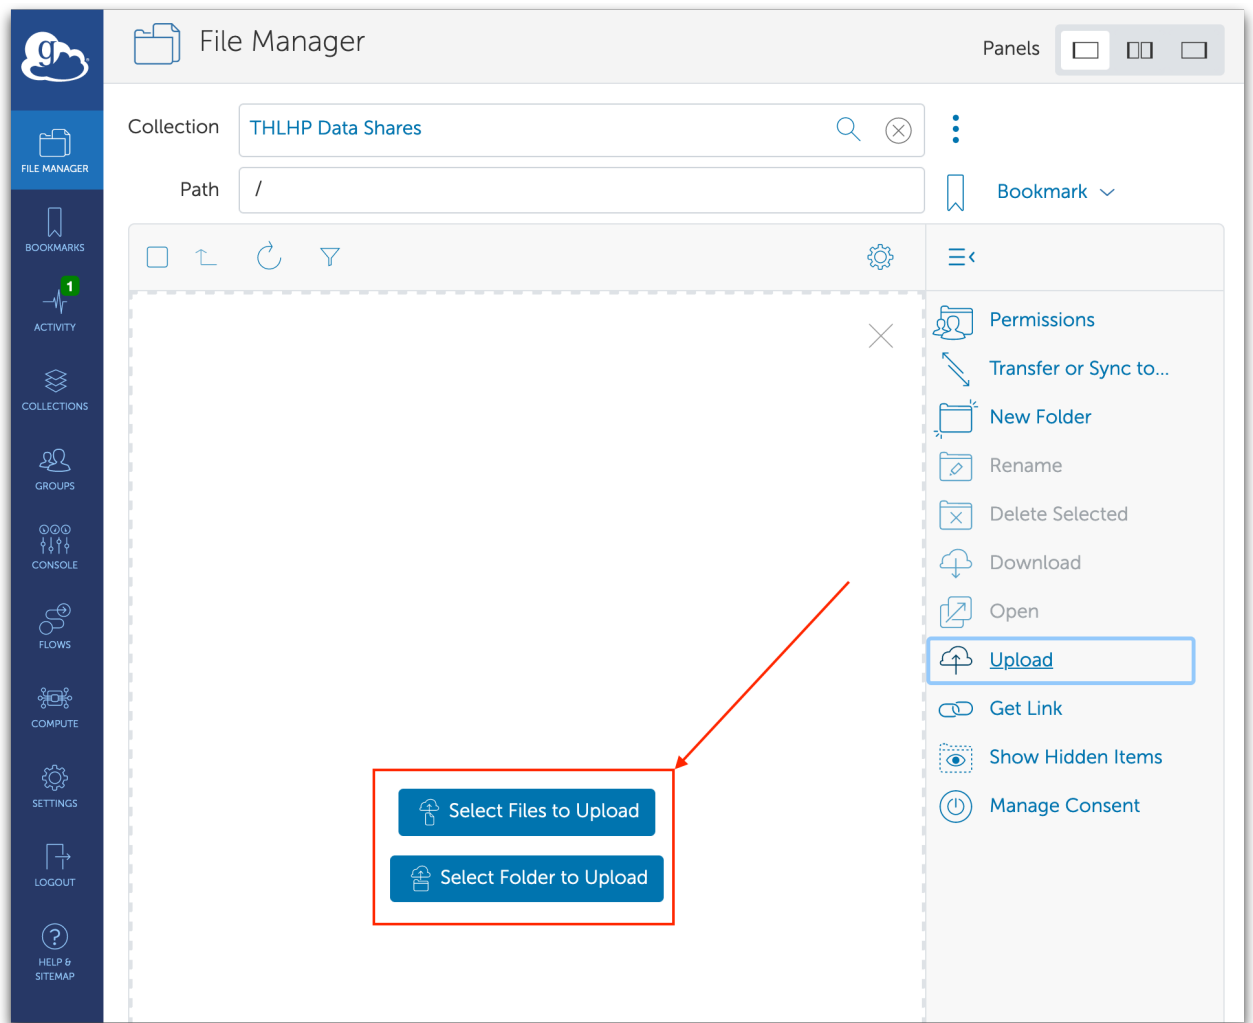 g
File Manager
Panels
Collection
THLHP Data Shares
Path
/
Bookmark
FILE MANAGER
BOOKMARKS
1
ACTIVITY
COLLECTIONS
GROUPS
CONSOLE
FLOWS
COMPUTE
SETTINGS
LOGOUT
?
HELP &
SITEMAP
Select Files to Upload
Select Folder to Upload
Permissions
Transfer or Sync to...
New Folder
Rename
Delete Selected
Download
Open
Upload
Get Link
Show Hidden Items
Manage Consent